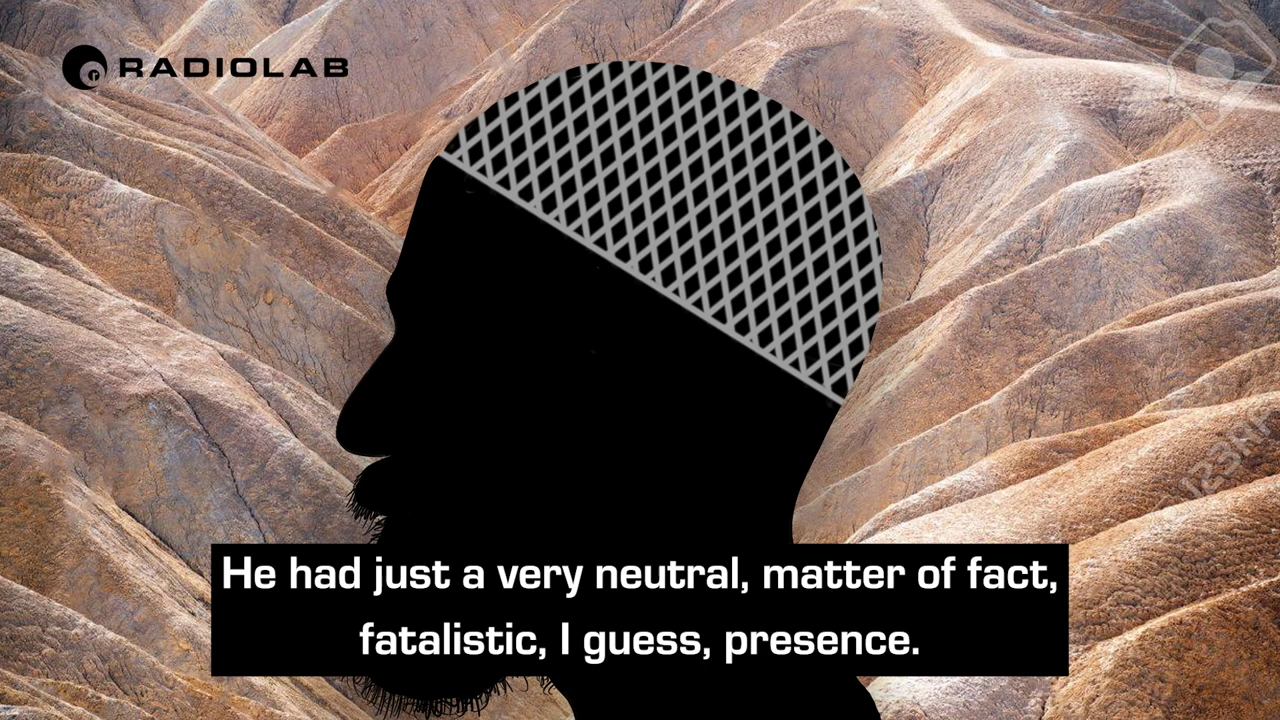 RADIOLAB
He had just a very neutral, matter of fact,
fatalistic, I guess, presence.